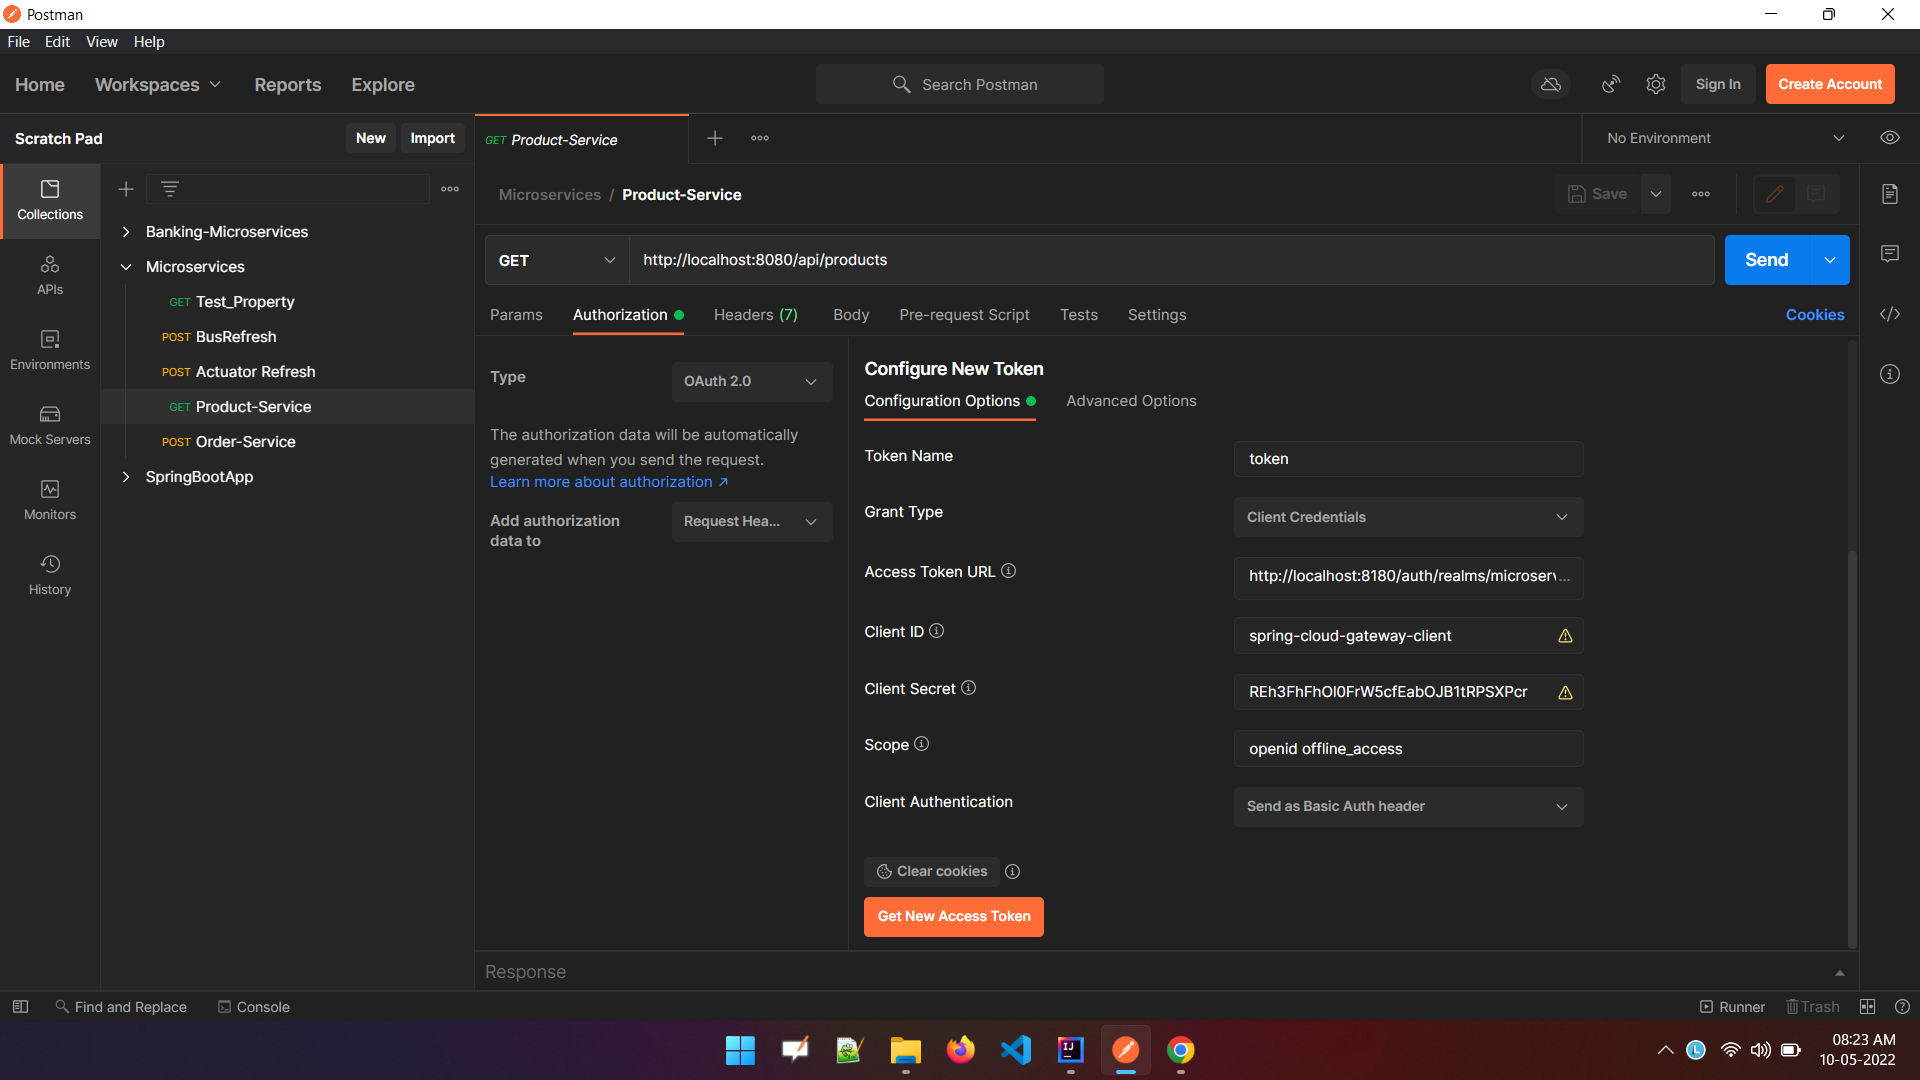 Postman
File Edit View Help
Home Workspaces Reports Explore
Search Postman
Sign In
Create Account
Scratch Pad
New
Import
GET Product-Service
No Environment
Collections
APIs
Environments
Mock Servers
Monitors
History
Banking-Microservices
Microservices
GET Test_Property
POST BusRefresh
POST Actuator Refresh
GET Product-Service
POST Order-Service
SpringBootApp
Microservices / Product-Service
Save
GET
http://localhost:8080/api/products
Send
Params Authorization Headers (7) Body Pre-request Script Tests Settings
Cookies
Type
OAuth 2.0
The authorization data will be automatically
generated when you send the request.
Learn more about authorization ↗
Add authorization
data to
Request Hea...
Configure New Token
Configuration Options Advanced Options
Token Name
token
Grant Type
Client Credentials
Access Token URL
http://localhost:8180/auth/realms/microserv...
Client ID
spring-cloud-gateway-client
Client Secret
REh3FhFhOl0FrW5cfEabOJB1tRPSXPcr
Scope
openid offline_access
Client Authentication
Send as Basic Auth header
Clear cookies
Get New Access Token
Response
Find and Replace
Console
Runner
Trash
IJ
L
08:23 AM
10-05-2022